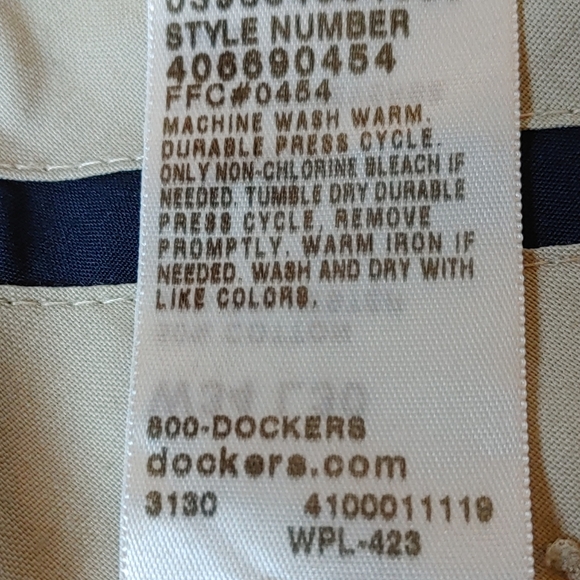 STYLE NUMBER
406690454
FFC#0454
MACHINE WASH WARM.
DURABLE PRESS CYCLE.
ONLY NON-CHLORINE BLEACH IF
NEEDED. TUMBLE DRY DURABLE
PRESS CYCLE, REMOVE
PROMPTLY. WARM IRON IF
NEEDED. WASH AND DRY WITH
LIKE COLORS.
W34 L30
800-DOCKERS
dockers.com
3130 4100011119
WPL-423